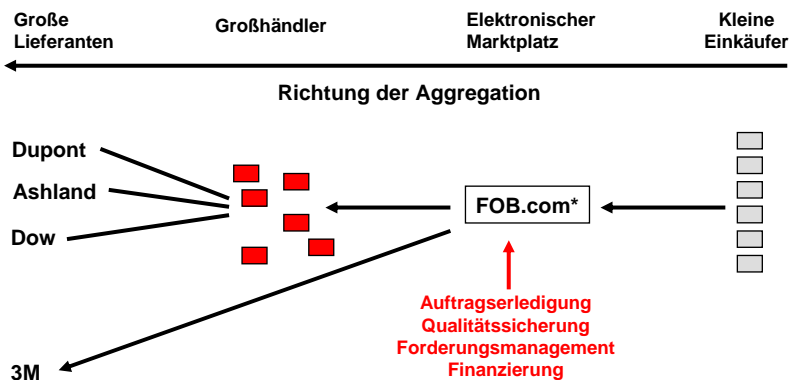 Große
Lieferanten
Großhändler
Elektronischer
Marktplatz
Kleine
Einkäufer
Richtung der Aggregation
Dupont
Ashland
Dow
FOB.com*
Auftragserledigung
Qualitätssicherung
Forderungsmanagement
Finanzierung
3M